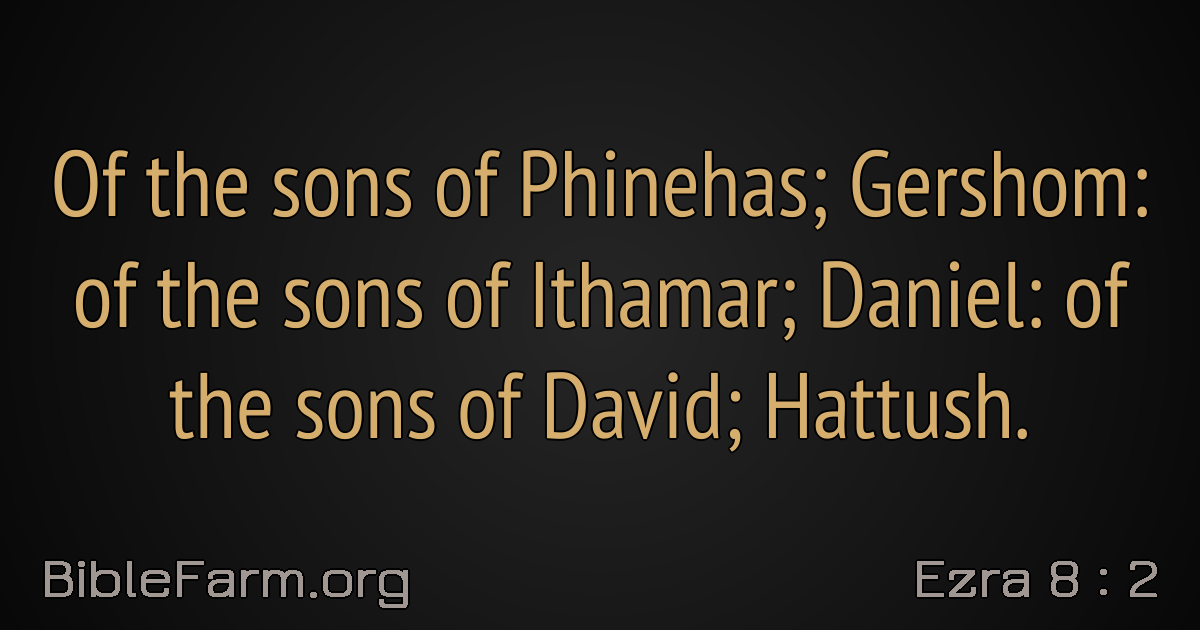 Of the sons of Phinehas; Gershom:
of the sons of Ithamar; Daniel: of
the sons of David; Hattush.
BibleFarm.org
Ezra 8 : 2